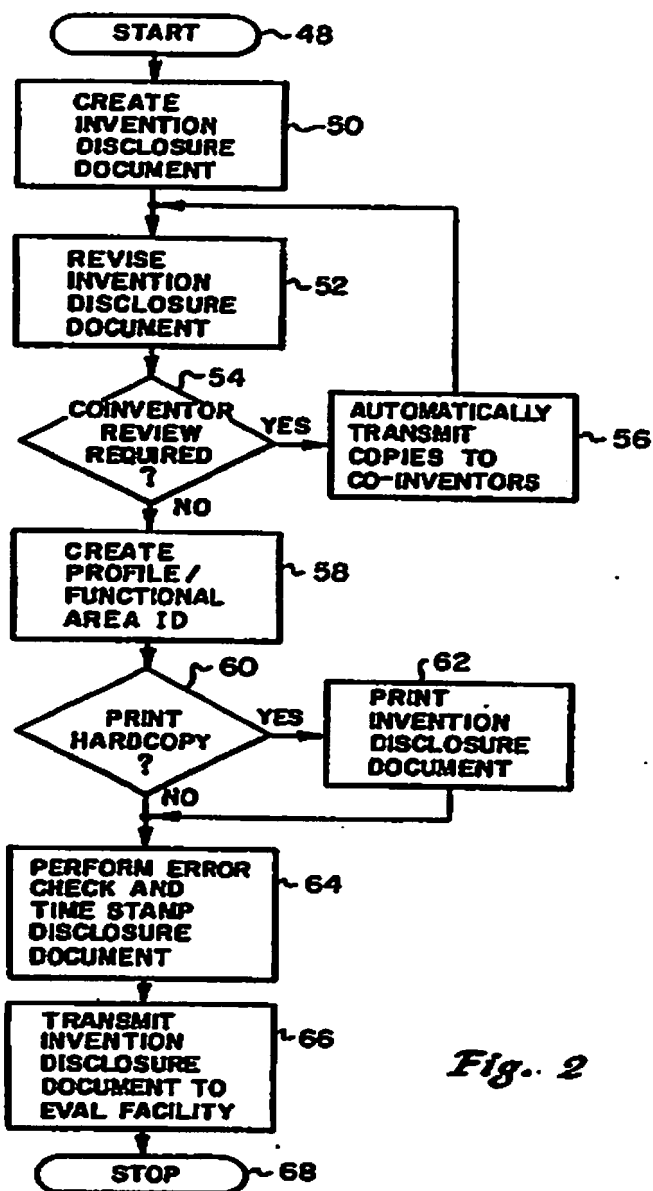 START 48
CREATE
INVENTION
DISCLOSURE
DOCUMENT
50
REVISE
INVENTION
DISCLOSURE
DOCUMENT
52
54
COINVENTOR
REVIEW
REQUIRED
?
YES
NO
AUTOMATICALLY
TRANSMIT
COPIES TO
CO-INVENTORS
56
CREATE
PROFILE/
FUNCTIONAL
AREA ID
58
60
PRINT
HARDCOPY
?
YES
NO
62
PRINT
INVENTION
DISCLOSURE
DOCUMENT
PERFORM ERROR
CHECK AND
TIME STAMP
DISCLOSURE
DOCUMENT
64
TRANSMIT
INVENTION
DISCLOSURE
DOCUMENT TO
EVAL FACILITY
66
Fig. 2
STOP 68